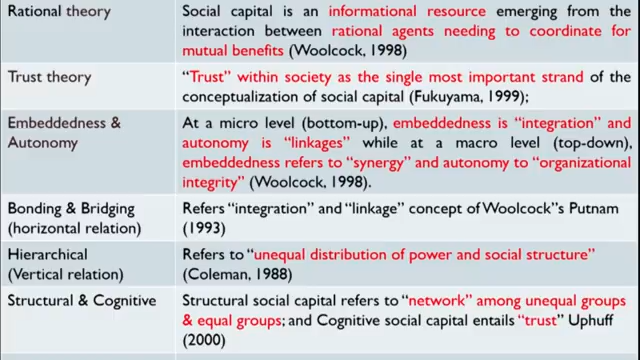 Rational theory
Social capital is an informational resource emerging from the
interaction between rational agents needing to coordinate for
mutual benefits (Woolcock, 1998)
Trust theory
"Trust" within society as the single most important strand of the
conceptualization of social capital (Fukuyama, 1999);
Embeddedness &
Autonomy
At a micro level (bottom-up), embeddedness is "integration" and
autonomy is "linkages" while at a macro level (top-down),
embeddedness refers to "synergy" and autonomy to "organizational
integrity" (Woolcock, 1998).
Bonding & Bridging
(horizontal relation)
Refers "integration" and "linkage" concept of Woolcock"s Putnam
(1993)
Hierarchical
(Vertical relation)
Refers to "unequal distribution of power and social structure"
(Coleman, 1988)
Structural & Cognitive
Structural social capital refers to "network" among unequal groups
& equal groups; and Cognitive social capital entails "trust" Uphuff
(2000)